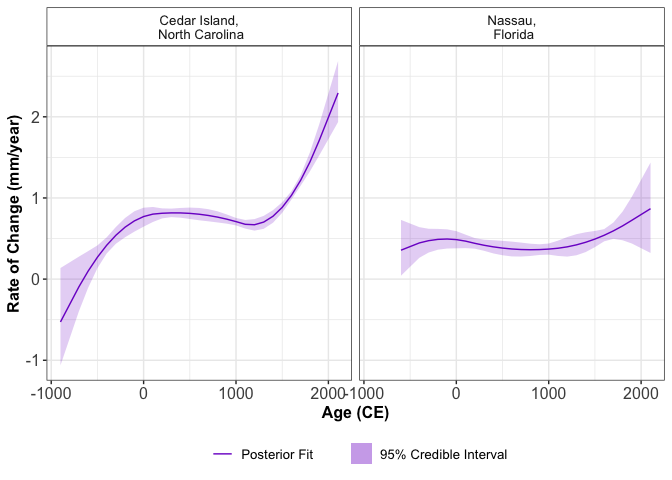 Cedar Island,
North Carolina
Nassau,
Florida
Rate of Change (mm/year)
2
1
0
-1
-1000 0 1000 2000
-1000 0 1000 2000
Age (CE)
Posterior Fit
95% Credible Interval